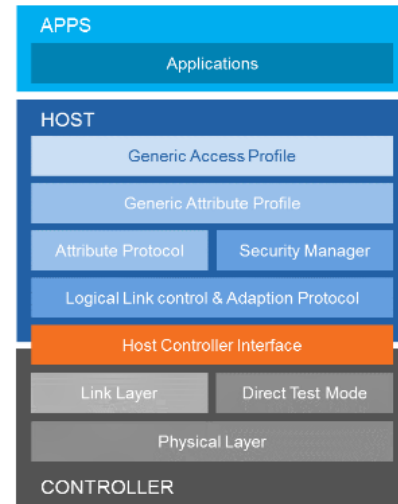 APPS
Applications
HOST
Generic Access Profile
Generic Attribute Profile
Attribute Protocol
Security Manager
Logical Link control & Adaption Protocol
Host Controller Interface
Link Layer
Direct Test Mode
Physical Layer
CONTROLLER